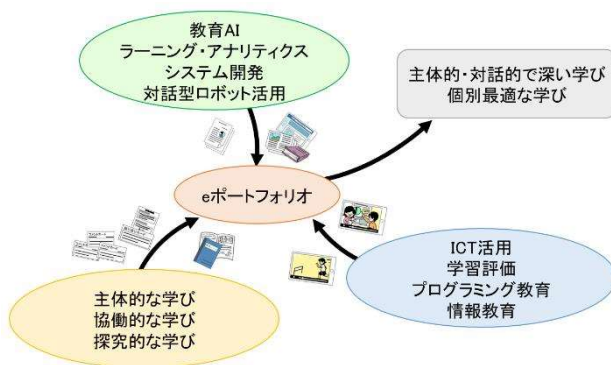 教育AI
ラーニング・アナリティクス
システム開発
対話型ロボット活用
主体的・対話的で深い学び
個別最適な学び
eポートフォリオ
ICT活用
学習評価
プログラミング教育
情報教育
主体的な学び
協働的な学び
探究的な学び